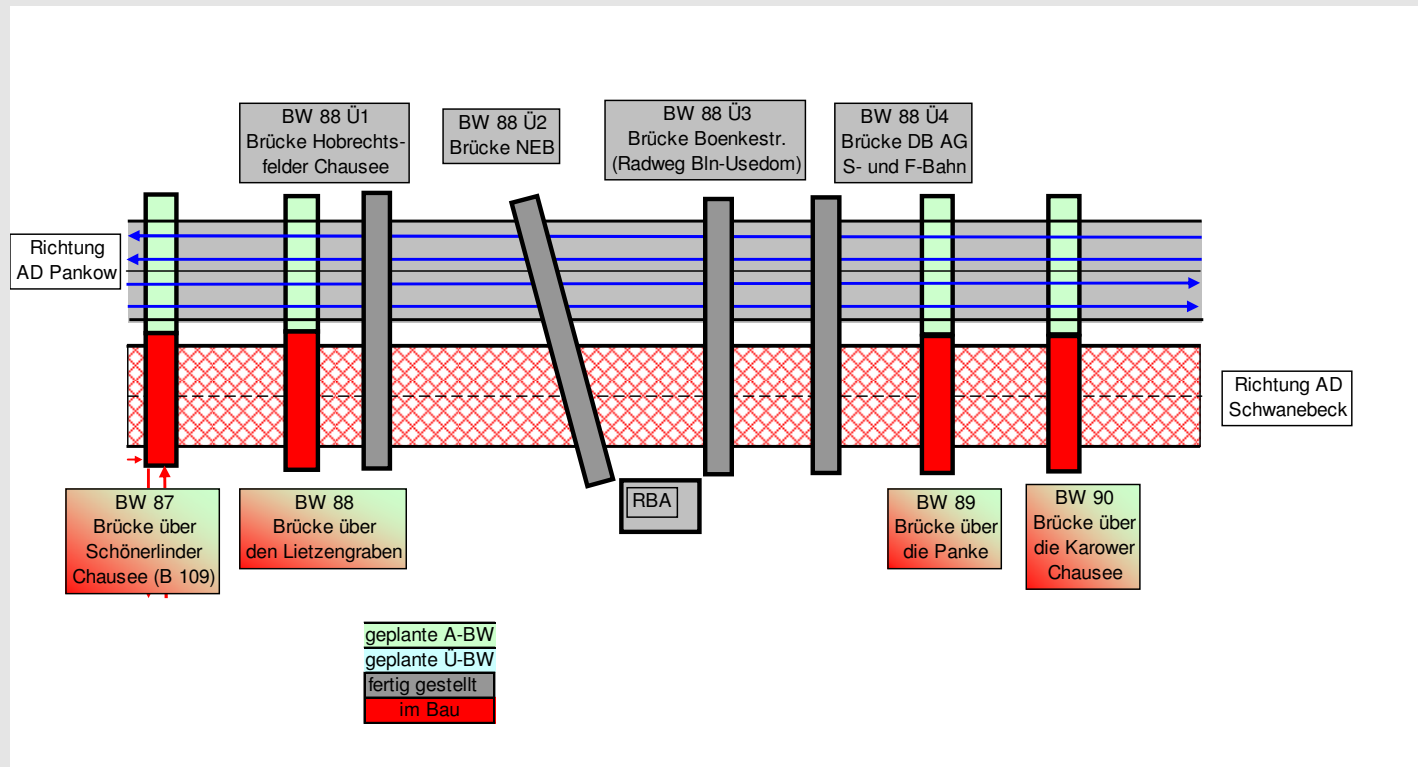 BW 88 Ü1
Brücke Hobrechts-
felder Chausee
BW 88 Ü2
Brücke NEB
BW 88 Ü3
Brücke Boenkestr.
(Radweg Bln-Usedom)
BW 88 Ü4
Brücke DB AG
S- und F-Bahn
Richtung
AD Pankow
Richtung AD
Schwanebeck
BW 87
Brücke über
Schönerlinder
Chausee (B 109)
BW 88
Brücke über
den Lietzengraben
RBA
BW 89
Brücke über
die Panke
BW 90
Brücke über
die Karower
Chausee
geplante A-BW
geplante Ü-BW
fertig gestellt
im Bau